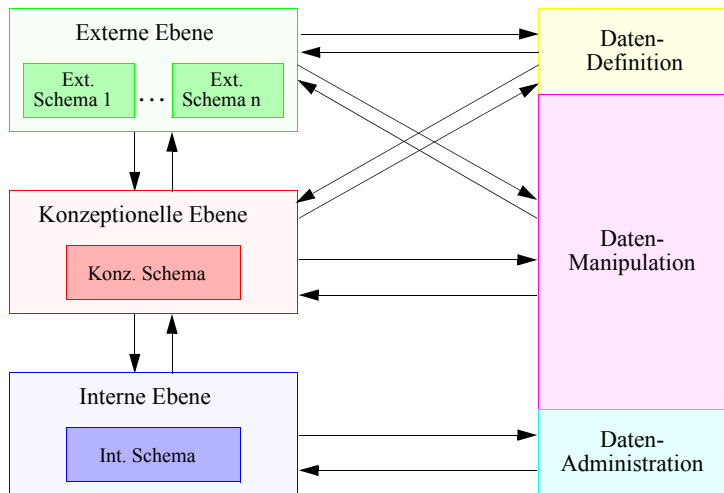 Externe Ebene
Ext.
Schema 1
...
Ext.
Schema n
Daten-
Definition
Konzeptionelle Ebene
Konz. Schema
Daten-
Manipulation
Interne Ebene
Int. Schema
Daten-
Administration